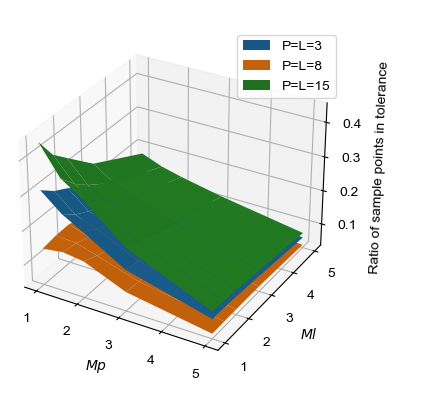 P=L=3
P=L=8
P=L=15
Ratio of sample points in tolerance
0.4
0.3
0.2
0.1
5
4
3
2
1
Ml
1
2
3
4
5
Mp